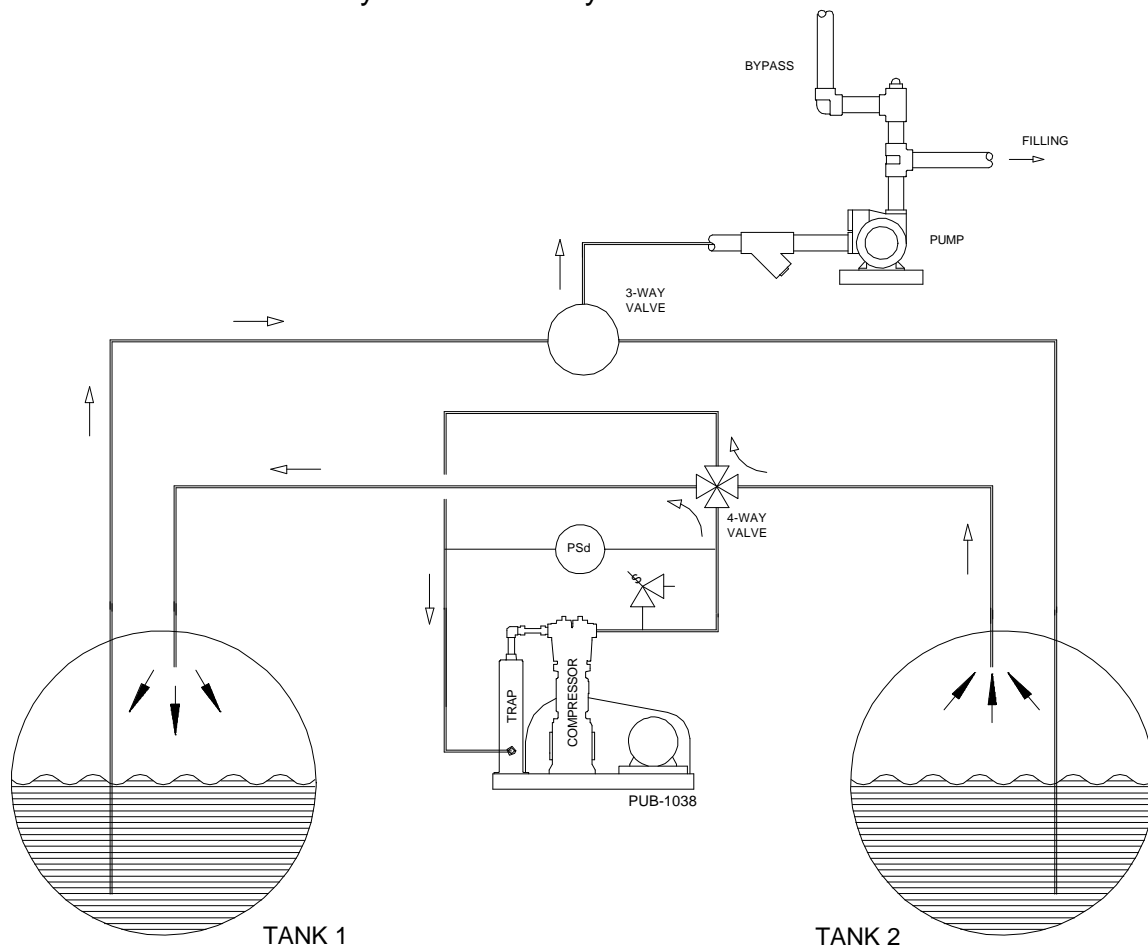 BYPASS
FILLING
PUMP
3-WAY
VALVE
4-WAY
VALVE
PSd
S
TRAP
COMPRESSOR
PUB-1038
TANK 1
TANK 2